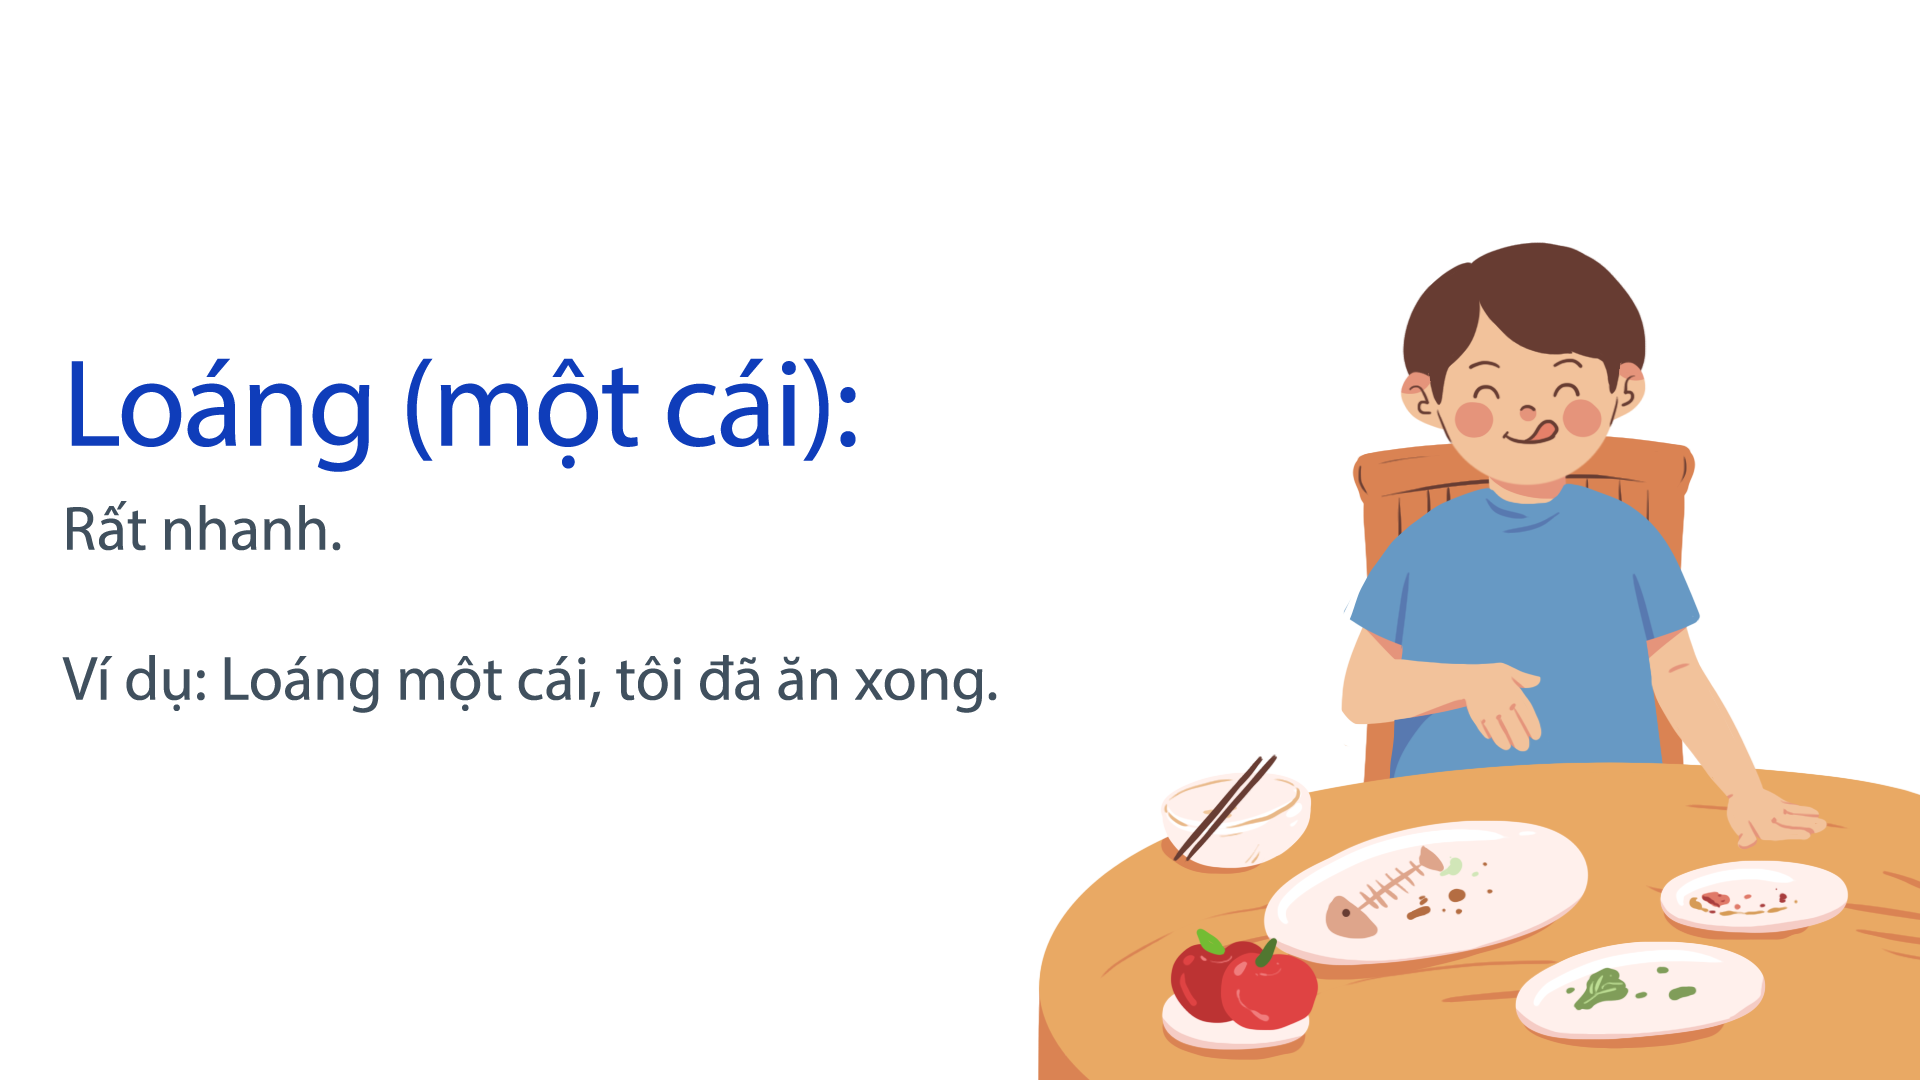 Loáng (một cái):
Rất nhanh.
Ví dụ: Loáng một cái, tôi đã ăn xong.